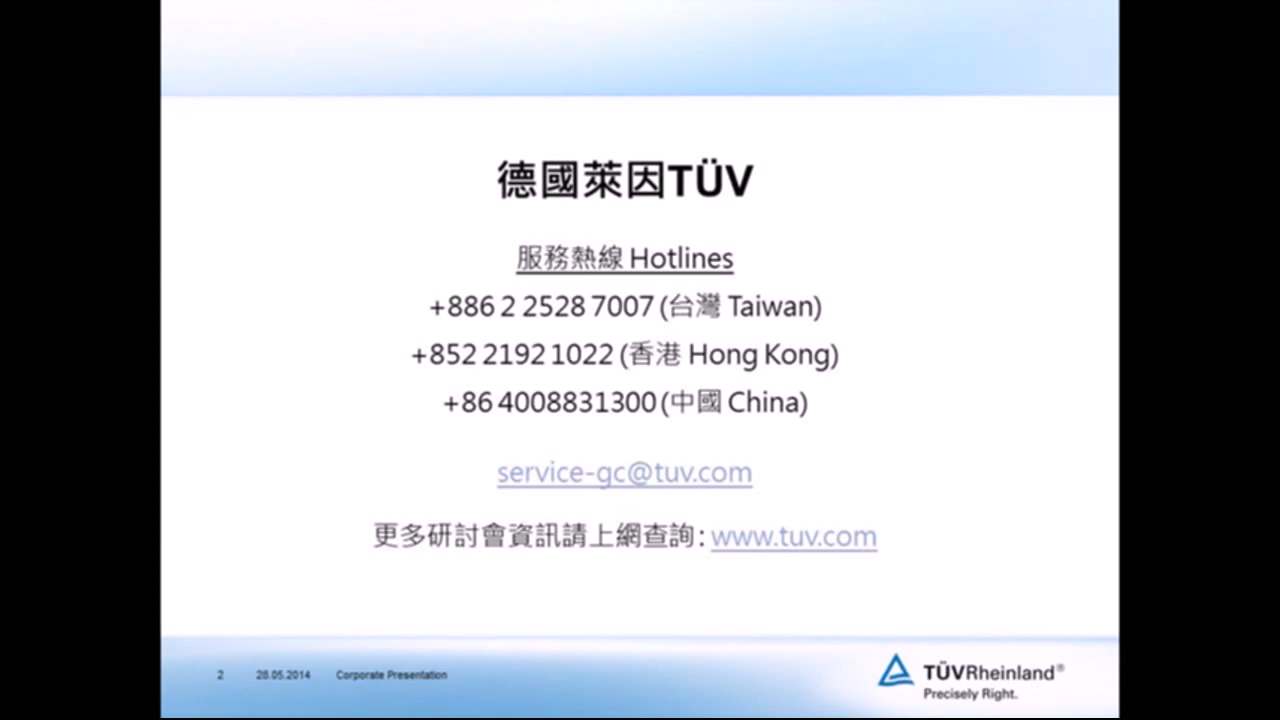 德國萊因TÜV
服務熱線 Hotlines
+886 2 2528 7007 (台灣 Taiwan)
+852 2192 1022 (香港 Hong Kong)
+86 4008831300 (中國 China)
service-gc@tuv.com
更多研討會資訊請上網查詢: www.tuv.com
2 28.05.2014 Corporate Presentation
TÜVRheinland®
Precisely Right.